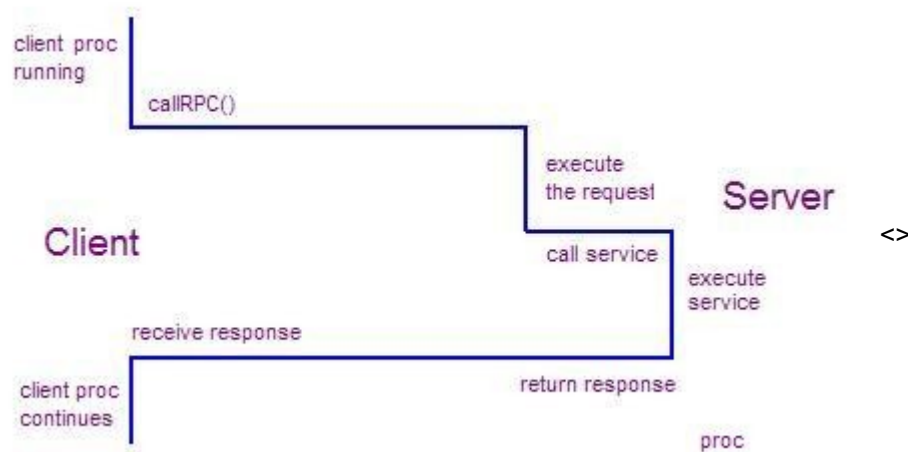 client proc
running
callRPC()
execute
the request
Server
Client
<>
call service
execute
service
receive response
return response
client proc
continues
proc